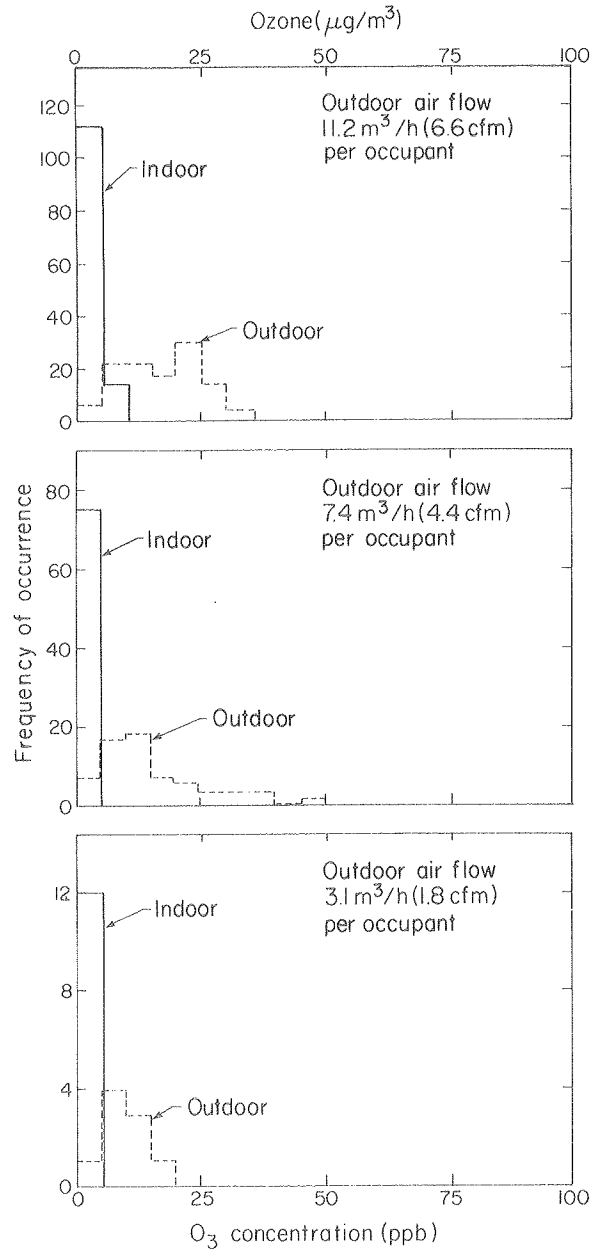 Ozone (μg/m³)
0 25 50 75 100
Outdoor air flow
11.2 m³/h (6.6 cfm)
per occupant
Indoor
Outdoor
120
100
80
60
40
20
0
Outdoor air flow
7.4 m³/h (4.4 cfm)
per occupant
Indoor
Outdoor
80
60
40
20
0
Frequency of occurrence
Outdoor air flow
3.1 m³/h (1.8 cfm)
per occupant
Indoor
Outdoor
12
8
4
0
0 25 50 75 100
O₃ concentration (ppb)